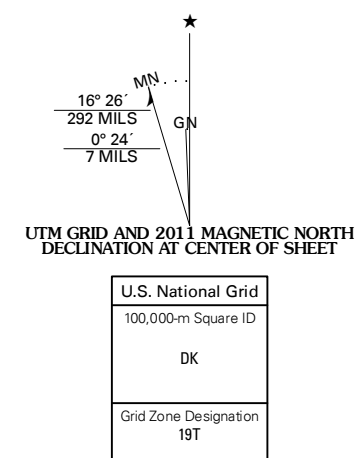 ★
MN
16° 26´
292 MILS
GN
0° 24´
7 MILS
UTM GRID AND 2011 MAGNETIC NORTH
DECLINATION AT CENTER OF SHEET
U.S. National Grid
100,000-m Square ID
DK
Grid Zone Designation
19T